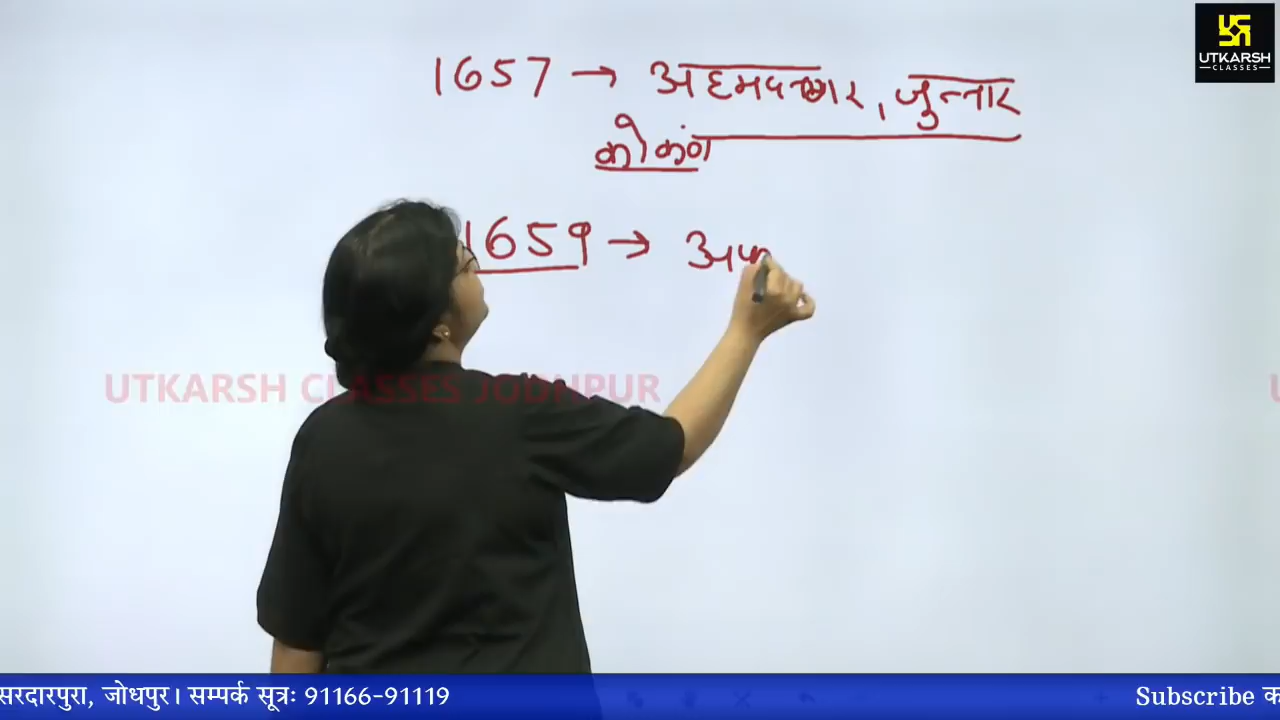 UTKARSH
CLASSES
1657 → अहमदनगर, जुन्नार
कोंकण
1659 → अफ
UTKARSH CLASSES JODHPUR
सरदारपुरा, जोधपुर। सम्पर्क सूत्रः 91166-91119
Subscribe क